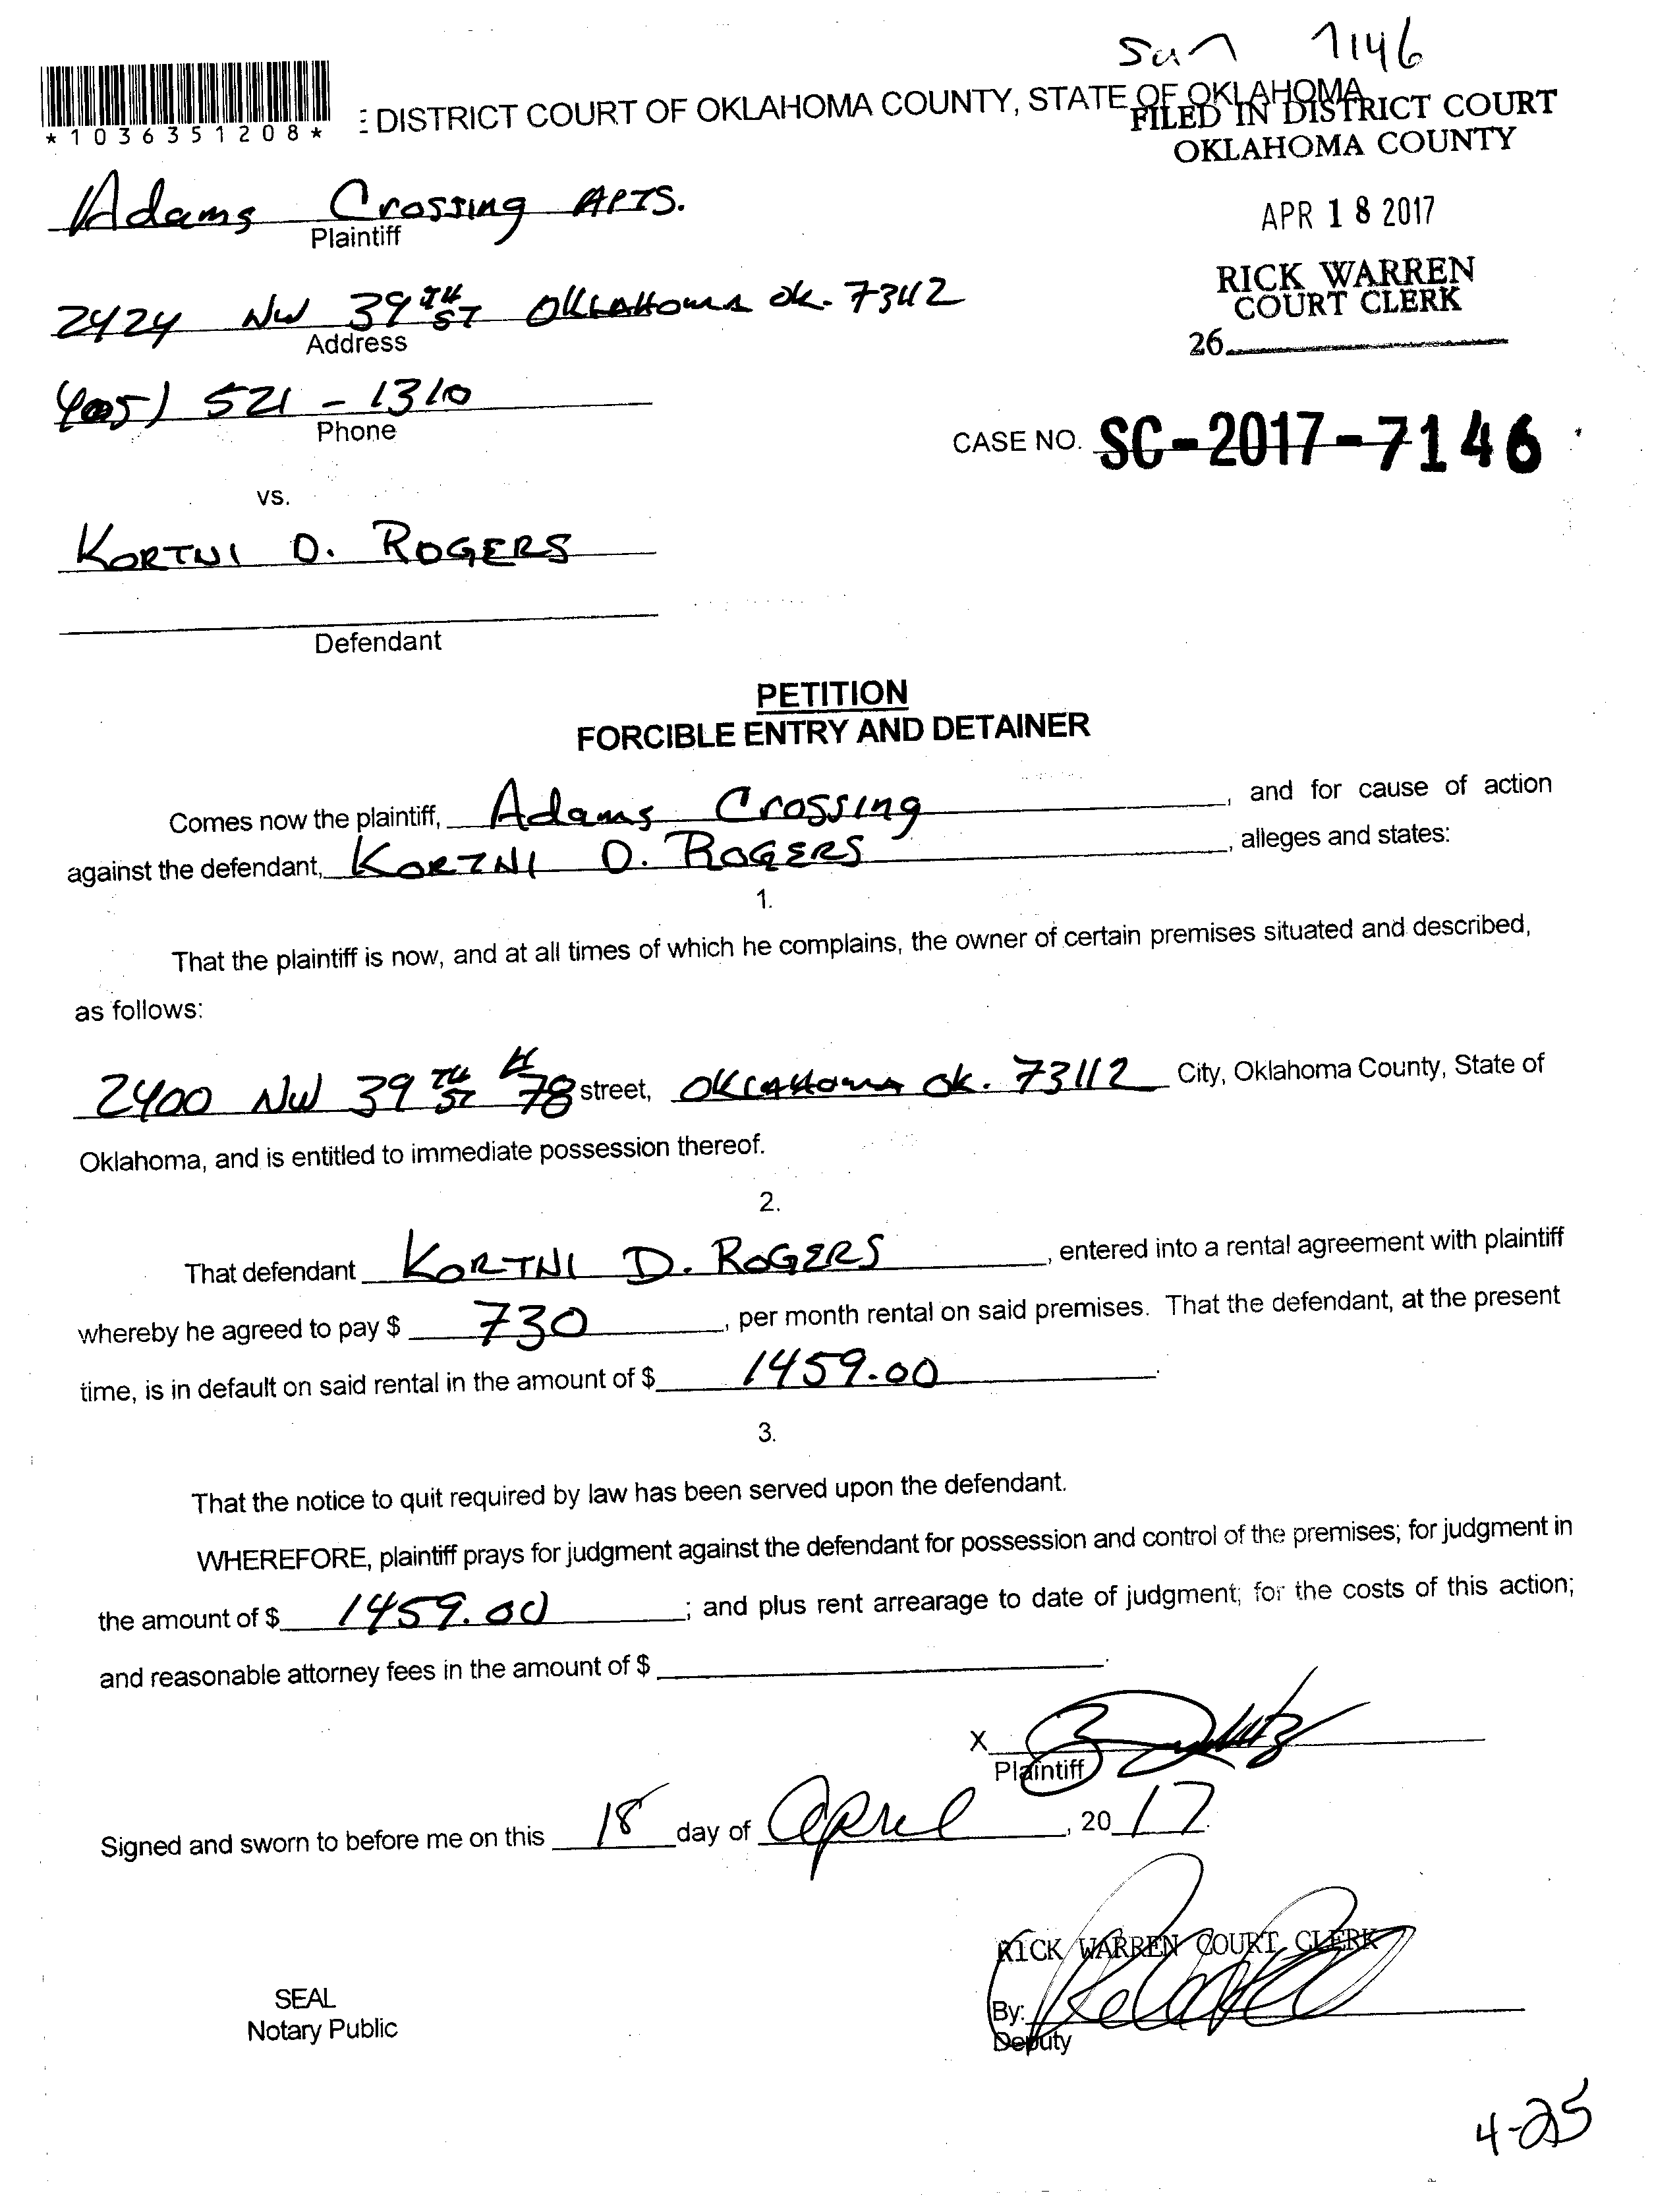 Sun 7146
*1036351208*
E DISTRICT COURT OF OKLAHOMA COUNTY, STATE OF OKLAHOMA
FILED IN DISTRICT COURT
OKLAHOMA COUNTY
Adams Crossing APTS.
Plaintiff
APR 18 2017
RICK WARREN
COURT CLERK
2424 NW 39TH ST OKLAHOMA OK. 73112
Address
26
405) 521-1310
Phone
CASE NO. SC-2017-7146
vs.
KORTNI D. ROGERS
Defendant
PETITION
FORCIBLE ENTRY AND DETAINER
Comes now the plaintiff, Adams Crossing, and for cause of action
against the defendant, KORTNI D. ROGERS, alleges and states:
1.
That the plaintiff is now, and at all times of which he complains, the owner of certain premises situated and described,
as follows:
2400 NW 39TH ST #78 street, OKLAHOMA OK. 73112 City, Oklahoma County, State of
Oklahoma, and is entitled to immediate possession thereof.
2.
That defendant KORTNI D. ROGERS, entered into a rental agreement with plaintiff
whereby he agreed to pay $ 730, per month rental on said premises. That the defendant, at the present
time, is in default on said rental in the amount of $ 1459.00.
3.
That the notice to quit required by law has been served upon the defendant.
WHEREFORE, plaintiff prays for judgment against the defendant for possession and control of the premises; for judgment in
the amount of $ 1459.00; and plus rent arrearage to date of judgment; for the costs of this action;
and reasonable attorney fees in the amount of $ .
X
Plaintiff
Signed and sworn to before me on this 18 day of April, 20 17.
RICK WARREN COURT CLERK
SEAL
Notary Public
By:
Deputy
4-25